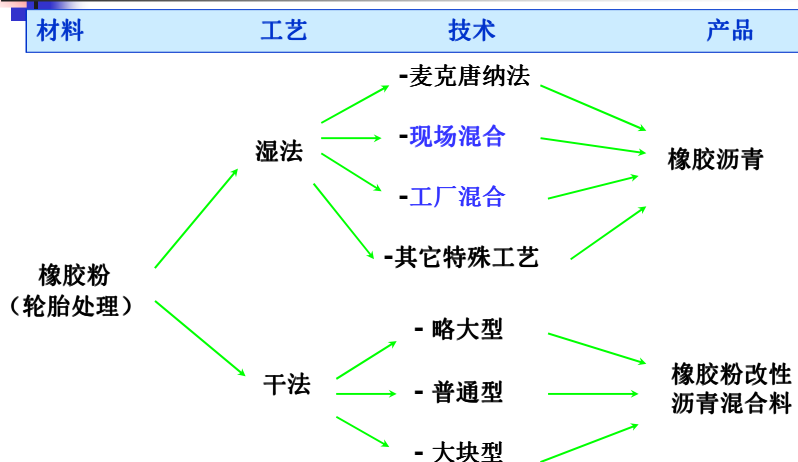 材料 工艺 技术 产品
-麦克唐纳法
-现场混合
湿法
橡胶沥青
-工厂混合
-其它特殊工艺
橡胶粉
（轮胎处理）
- 略大型
干法
- 普通型
橡胶粉改性
沥青混合料
- 大块型